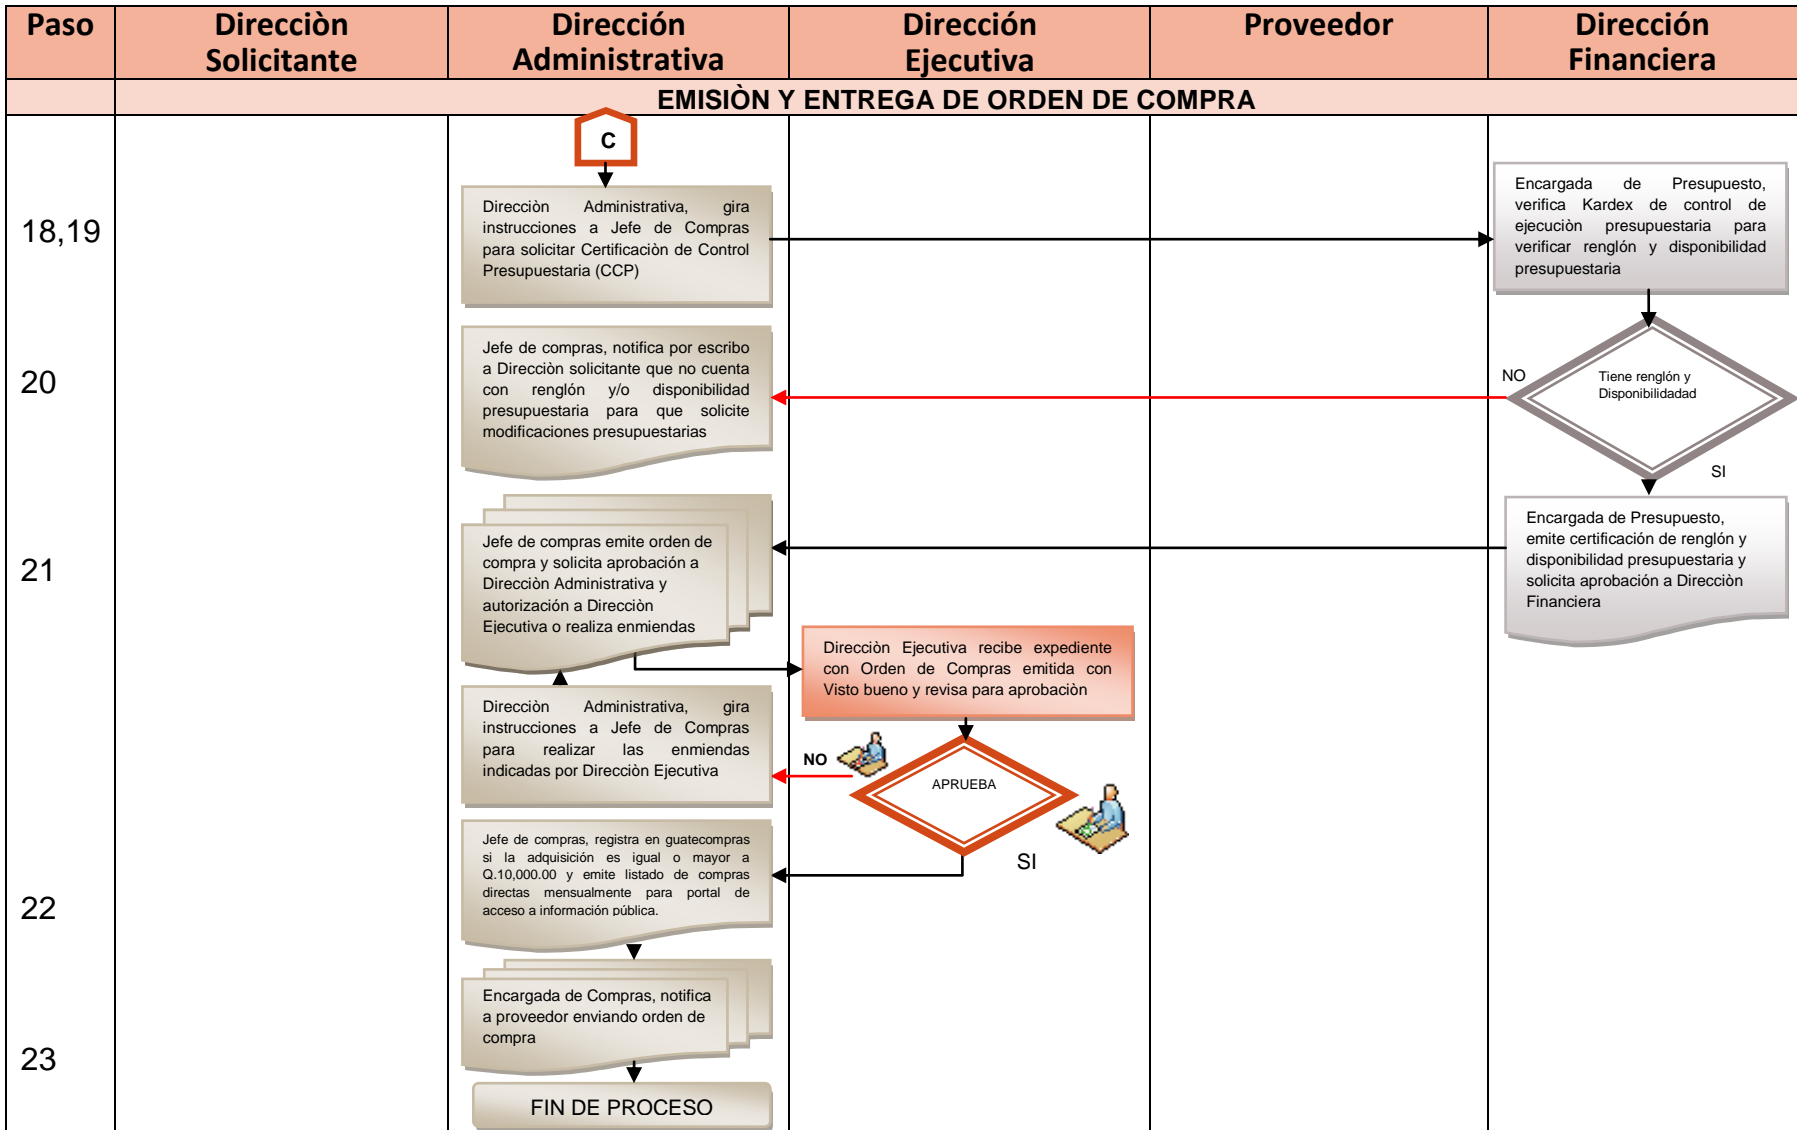 Paso
Direcciòn
Solicitante
Dirección
Administrativa
Dirección
Ejecutiva
Proveedor
Dirección
Financiera
EMISIÒN Y ENTREGA DE ORDEN DE COMPRA
C
18,19
Direcciòn Administrativa, gira
instrucciones a Jefe de Compras
para solicitar Certificaciòn de Control
Presupuestaria (CCP)
Encargada de Presupuesto,
verifica Kardex de control de
ejecuciòn presupuestaria para
verificar renglón y disponibilidad
presupuestaria
20
Jefe de compras, notifica por escribo
a Direcciòn solicitante que no cuenta
con renglón y/o disponibilidad
presupuestaria para que solicite
modificaciones presupuestarias
NO
Tiene renglón y
Disponibilidadad
SI
21
Jefe de compras emite orden de
compra y solicita aprobación a
Direcciòn Administrativa y
autorización a Direcciòn
Ejecutiva o realiza enmiendas
Encargada de Presupuesto,
emite certificación de renglón y
disponibilidad presupuestaria y
solicita aprobación a Direcciòn
Financiera
Direcciòn Ejecutiva recibe expediente
con Orden de Compras emitida con
Visto bueno y revisa para aprobaciòn
Direcciòn Administrativa, gira
instrucciones a Jefe de Compras
para realizar las enmiendas
indicadas por Direcciòn Ejecutiva
NO
APRUEBA
SI
22
Jefe de compras, registra en guatecompras
si la adquisición es igual o mayor a
Q.10,000.00 y emite listado de compras
directas mensualmente para portal de
acceso a información pública.
23
Encargada de Compras, notifica
a proveedor enviando orden de
compra
FIN DE PROCESO